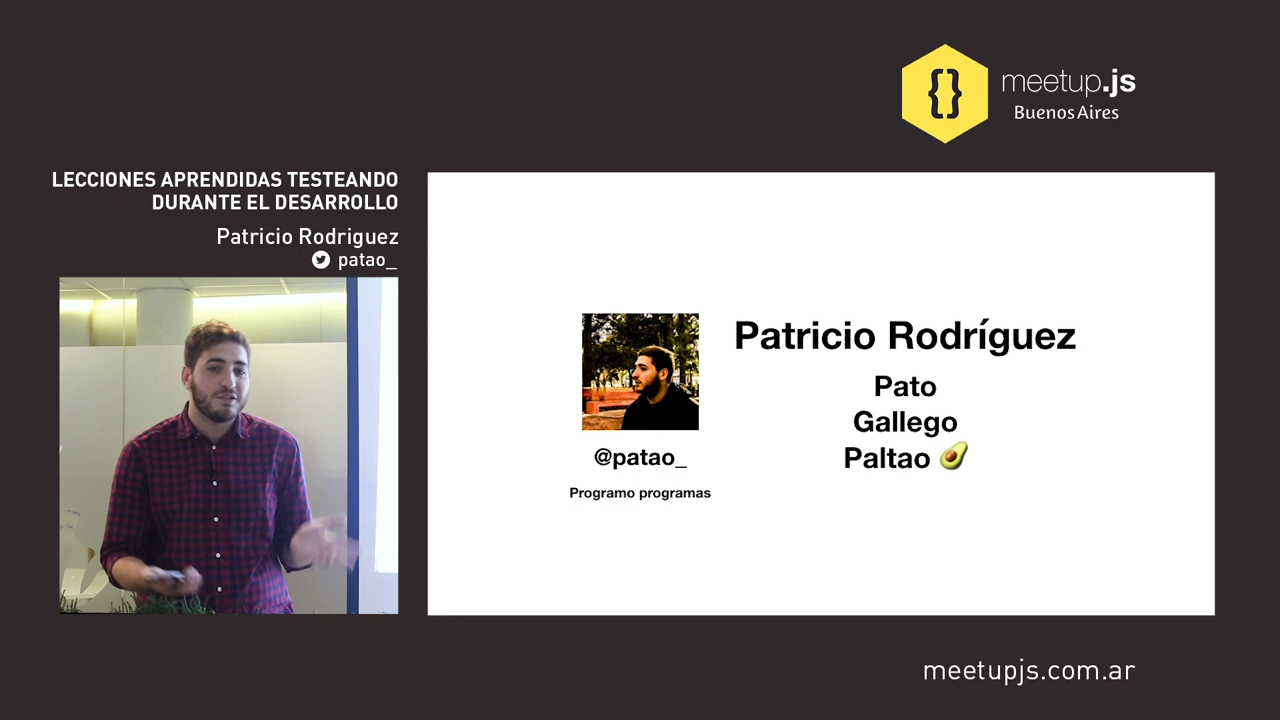 {}
meetup.js
Buenos Aires
LECCIONES APRENDIDAS TESTEANDO
DURANTE EL DESARROLLO
Patricio Rodriguez
patao_
Patricio Rodríguez
Pato
Gallego
Paltao 🥑
@patao_
Programo programas
meetupjs.com.ar